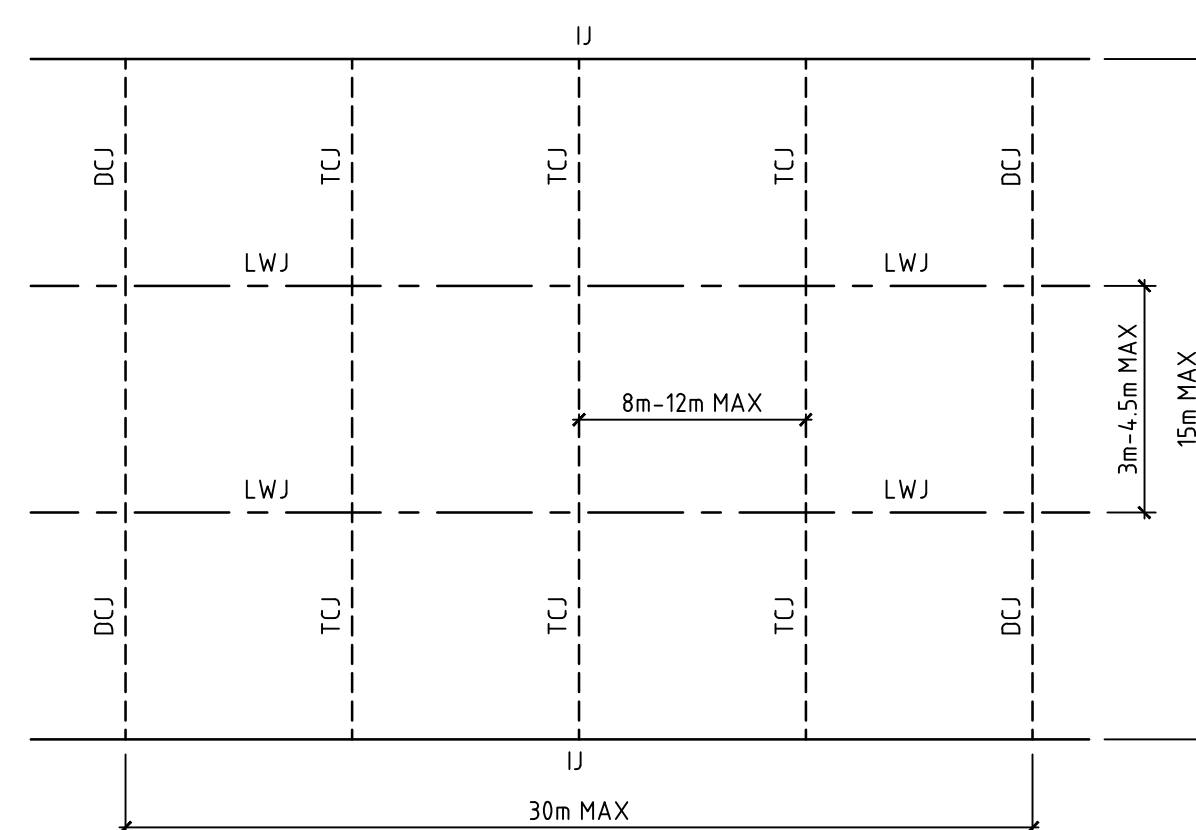 IJ
DCJ
TCJ
TCJ
TCJ
DCJ
LWJ
LWJ
8m-12m MAX
3m-4.5m MAX
15m MAX
LWJ
LWJ
DCJ
TCJ
TCJ
TCJ
DCJ
IJ
30m MAX